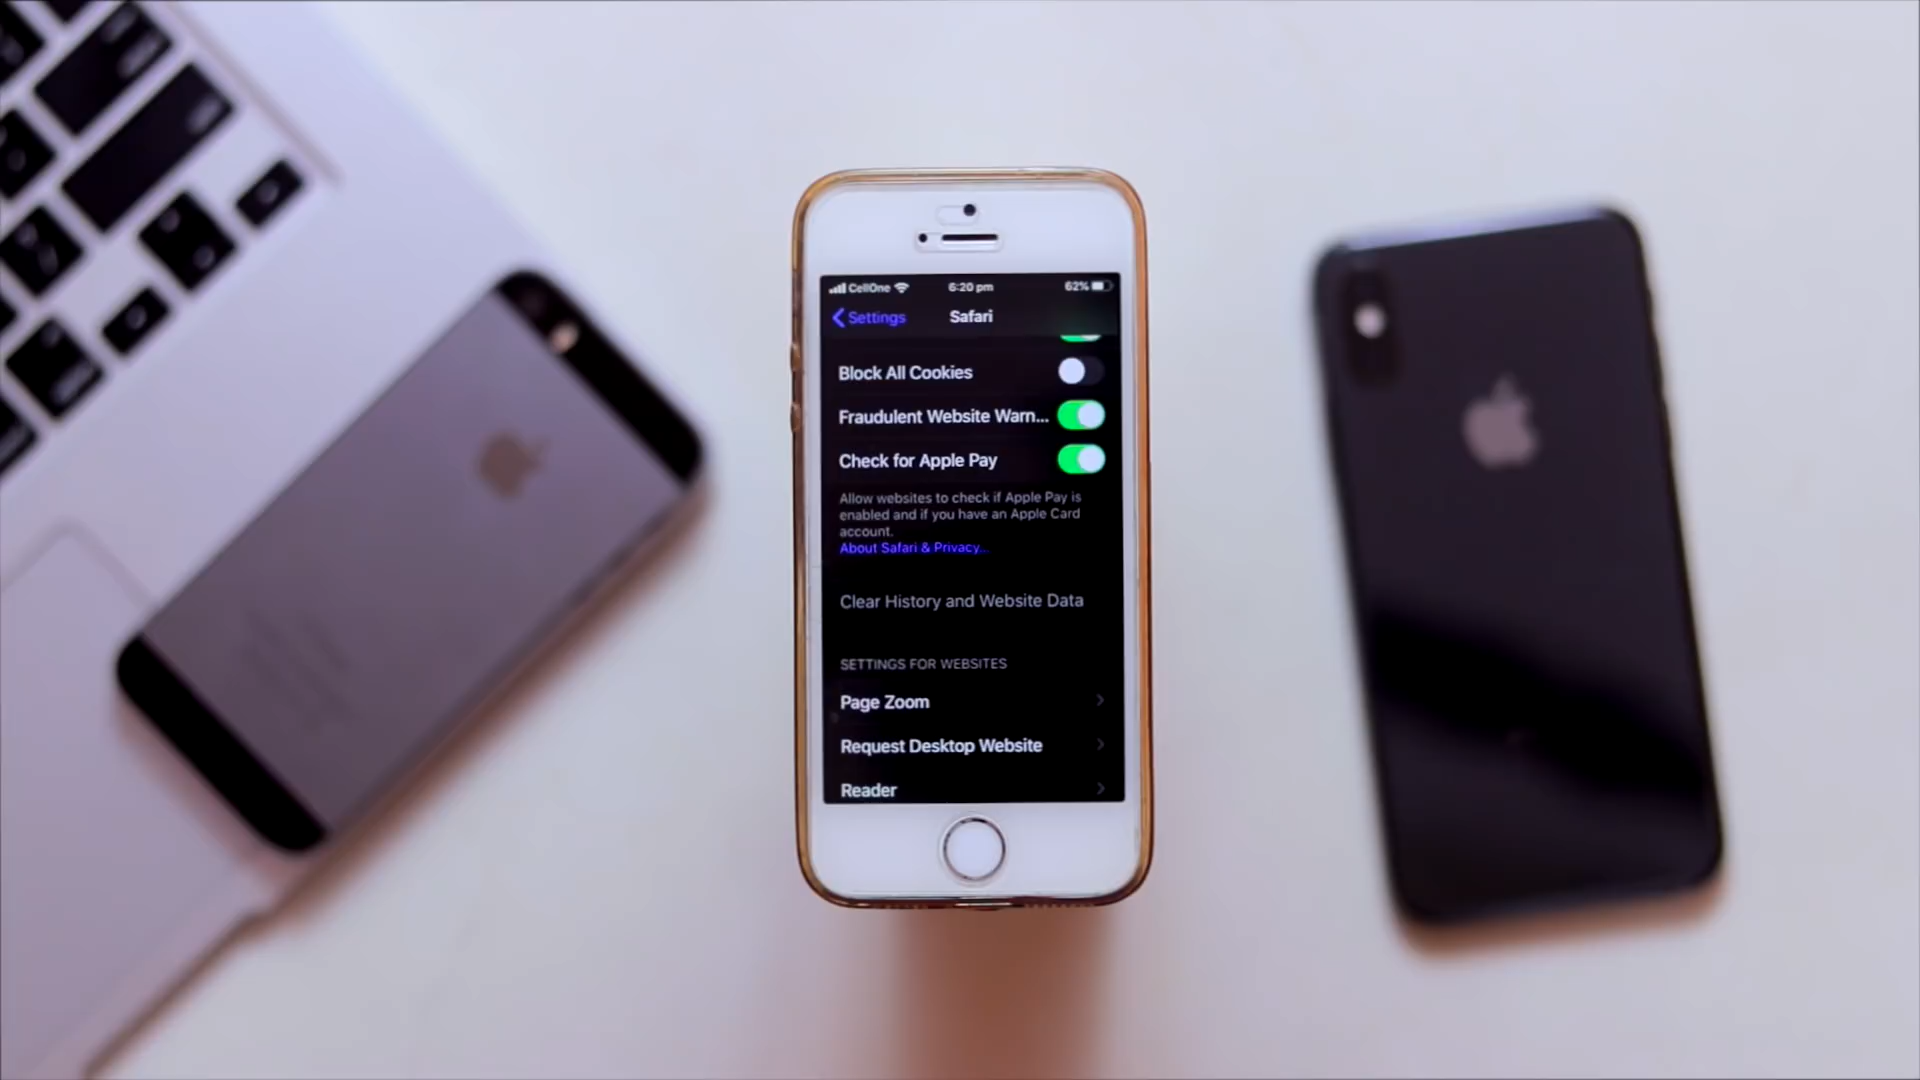 CellOne 6:20 pm 62%
Settings Safari
Block All Cookies
Fraudulent Website Warn...
Check for Apple Pay
Allow websites to check if Apple Pay is
enabled and if you have an Apple Card
account.
About Safari & Privacy...
Clear History and Website Data
SETTINGS FOR WEBSITES
Page Zoom
Request Desktop Website
Reader